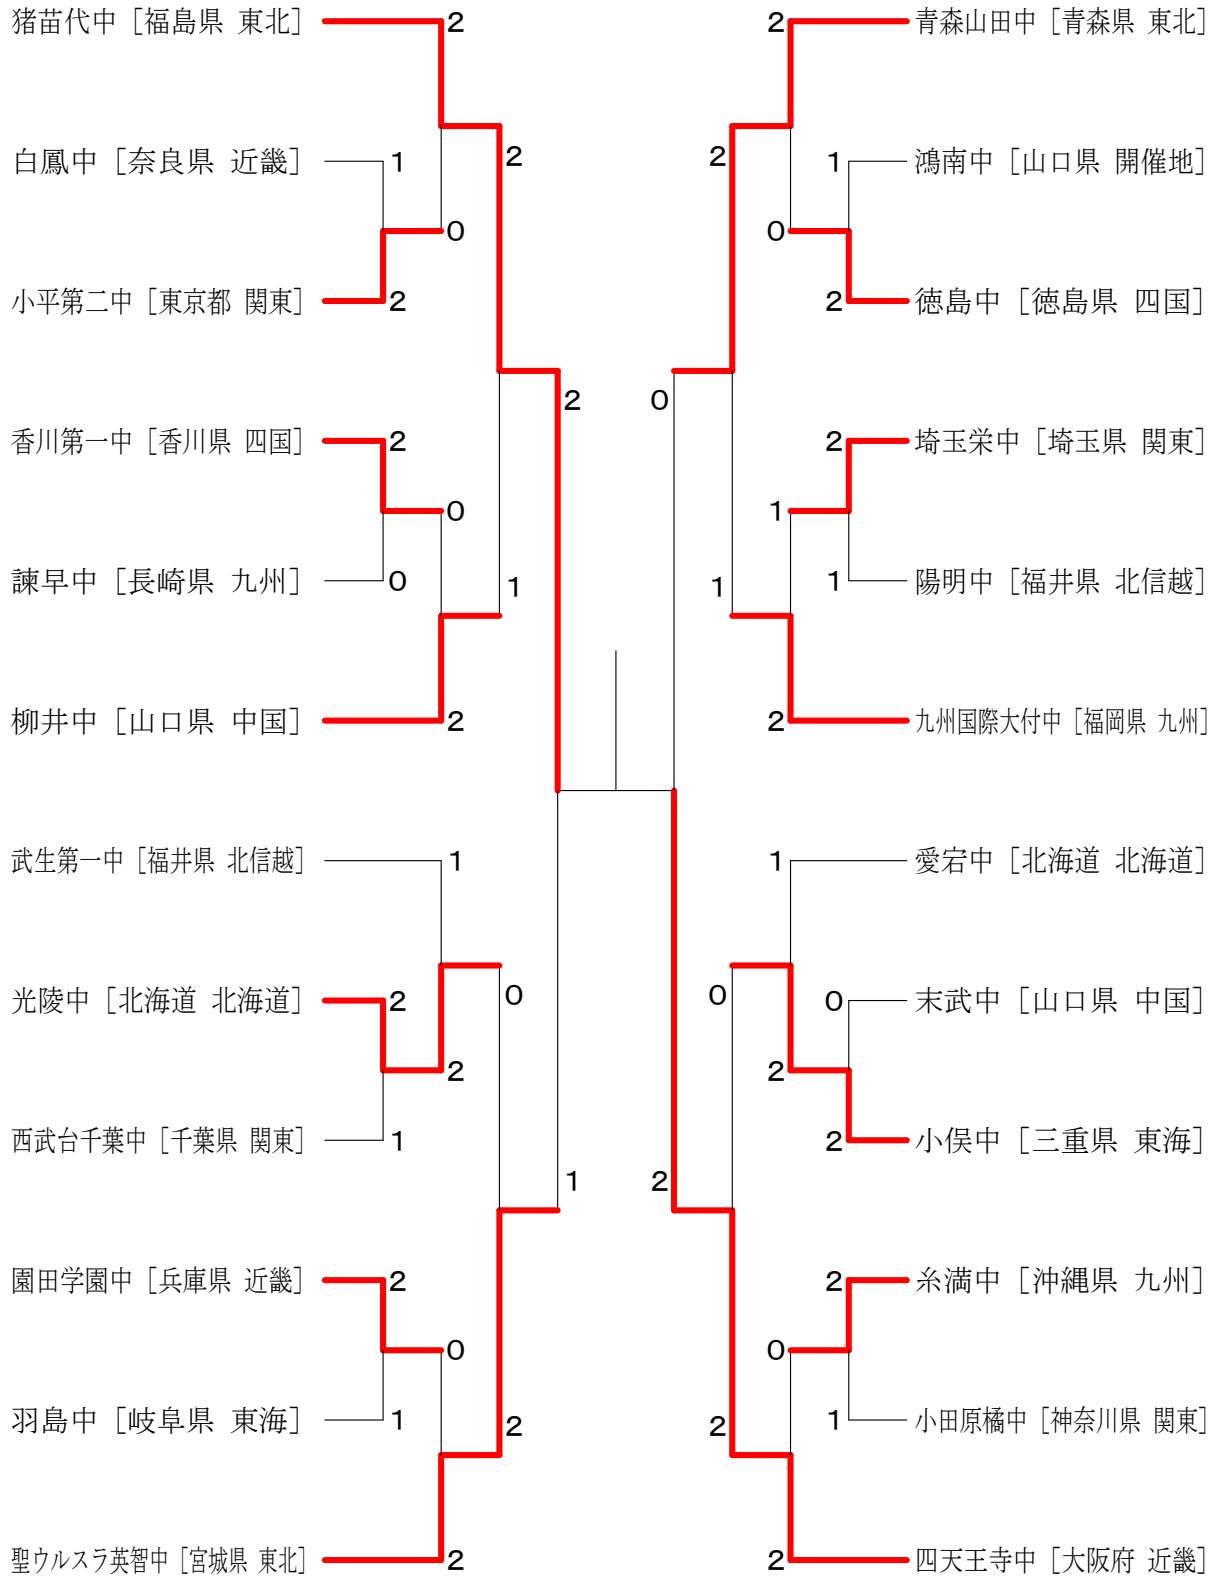 猪苗代中［福島県 東北］ 2 2 青森山田中［青森県 東北］
2 2
白鳳中［奈良県 近畿］ 1 1 鴻南中［山口県 開催地］
0 0
小平第二中［東京都 関東］ 2 2 徳島中［徳島県 四国］
2 0
香川第一中［香川県 四国］ 2 2 埼玉栄中［埼玉県 関東］
0 1
諫早中［長崎県 九州］ 0 1 1 1 陽明中［福井県 北信越］
柳井中［山口県 中国］ 2 2 九州国際大付中［福岡県 九州］
武生第一中［福井県 北信越］ 1 1 愛宕中［北海道 北海道］
光陵中［北海道 北海道］ 2 0 0 0 末武中［山口県 中国］
2 2
西武台千葉中［千葉県 関東］ 1 2 小俣中［三重県 東海］
1 2
園田学園中［兵庫県 近畿］ 2 2 糸満中［沖縄県 九州］
0 0
羽島中［岐阜県 東海］ 1 2 2 1 小田原橘中［神奈川県 関東］
聖ウルスラ英智中［宮城県 東北］ 2 2 四天王寺中［大阪府 近畿］